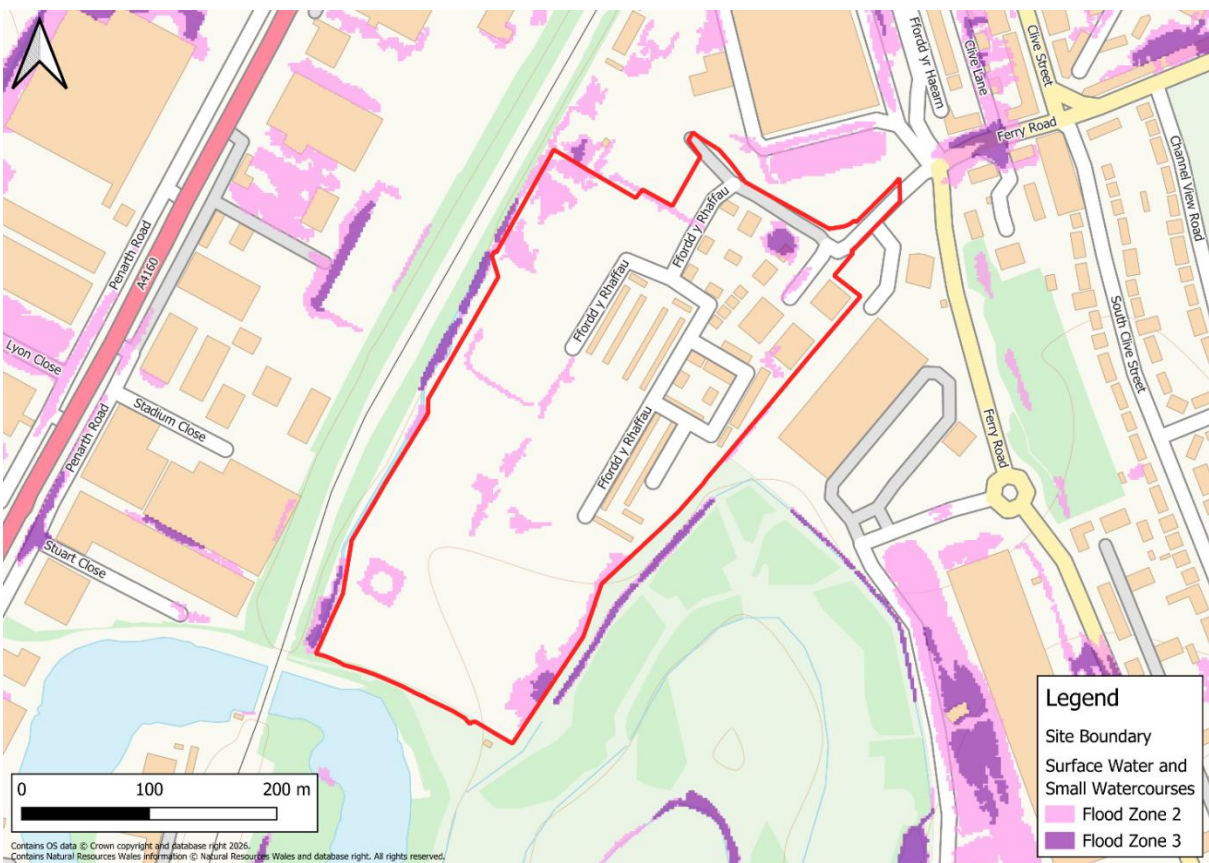 Ffordd yr Haearn
Clive Lane
Clive Street
Ferry Road
Channel View Road
Penarth Road
A4160
Ffordd y Rhaffau
Ffordd y Rhaffau
Lyon Close
South Clive Street
Stadium Close
Penarth Road
Ffordd y Rhaffau
Ferry Road
Stuart Close
Legend
Site Boundary
Surface Water and
Small Watercourses
Flood Zone 2
Flood Zone 3
0 100 200 m
Contains OS data © Crown copyright and database right 2026.
Contains Natural Resources Wales information © Natural Resources Wales and database right. All rights reserved.